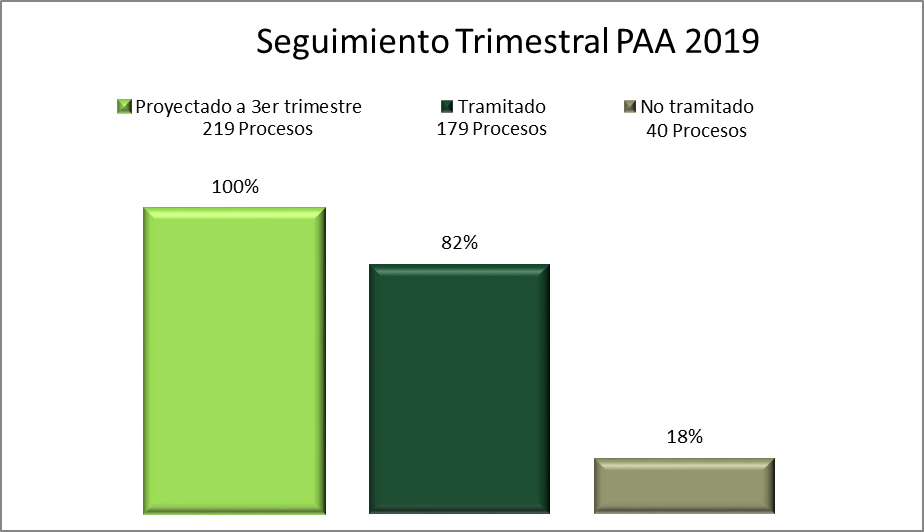 Seguimiento Trimestral PAA 2019
Proyectado a 3er trimestre
219 Procesos
Tramitado
179 Procesos
No tramitado
40 Procesos
100%
82%
18%